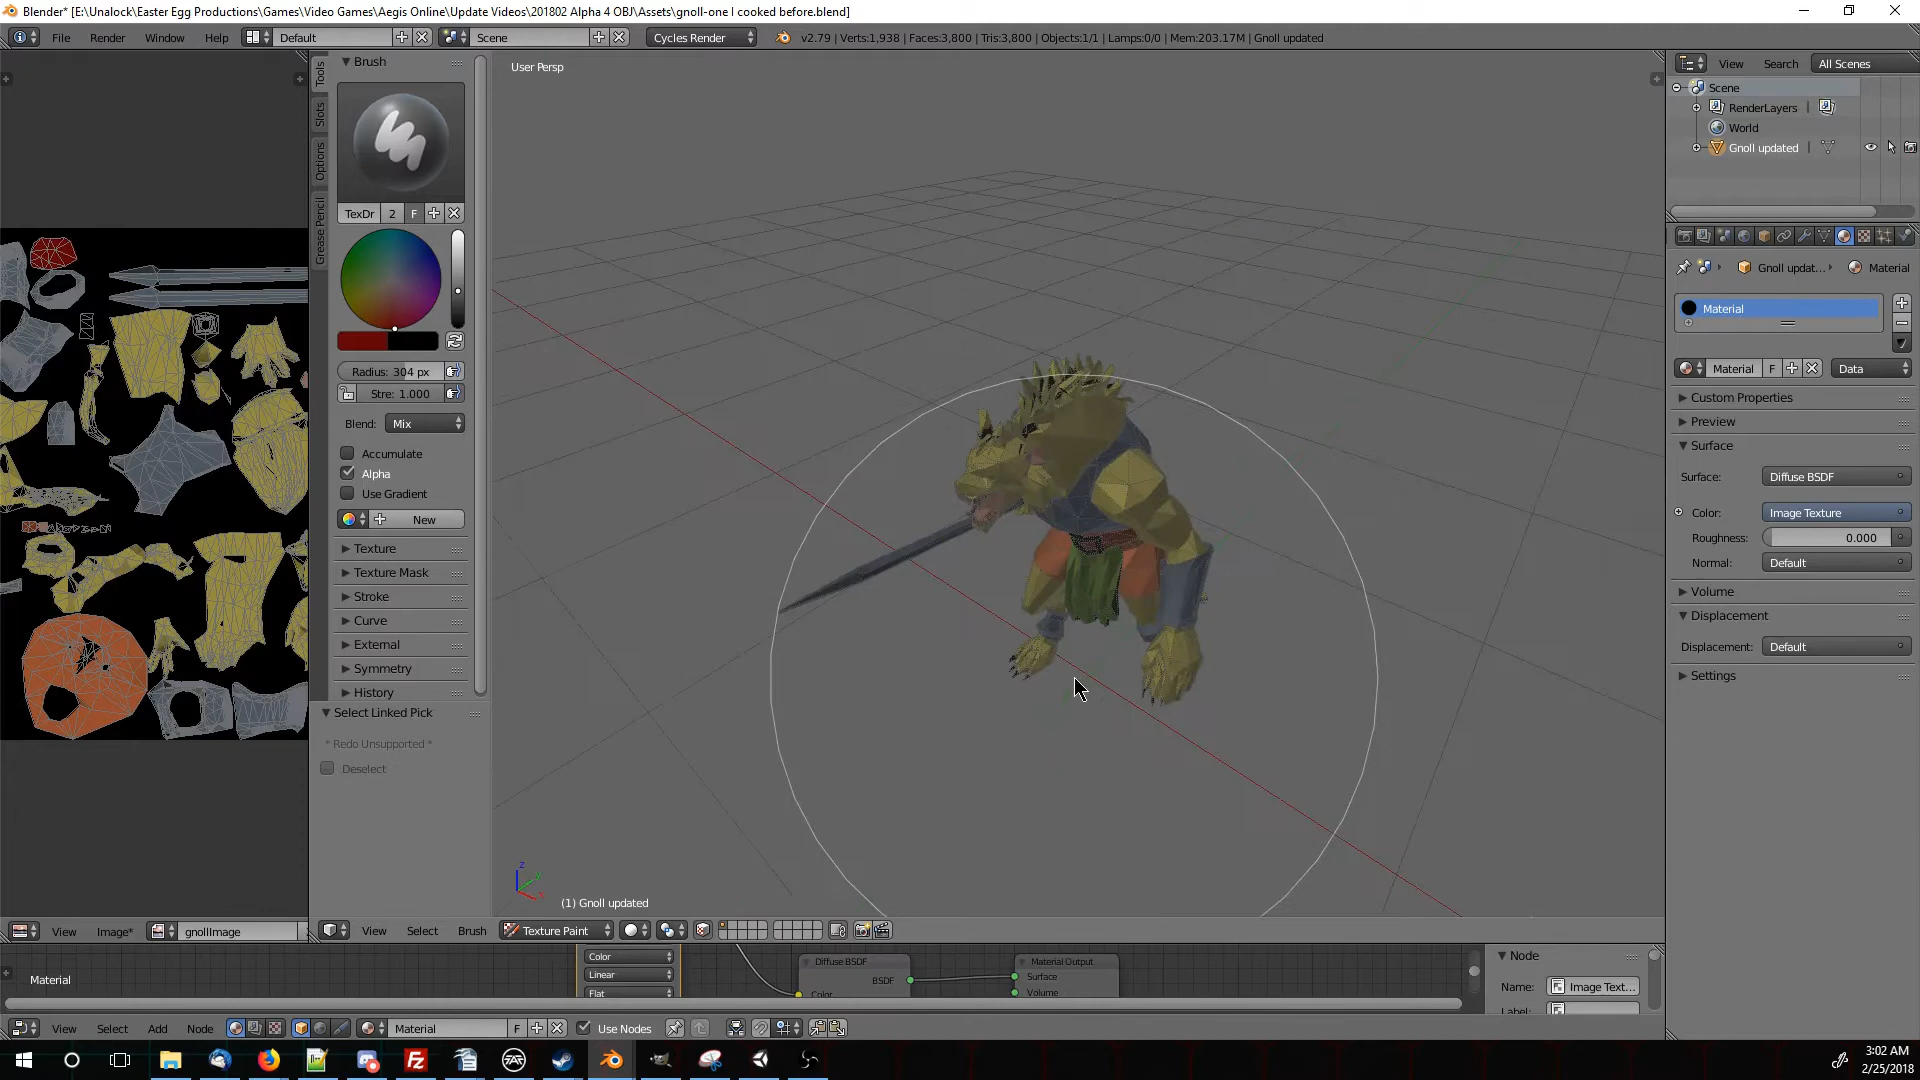 Blender* [E:\Unalock\Easter Egg Productions\Games\Video Games\Aegis Online\Update Videos\201802 Alpha 4 OBJ\Assets\gnoll-one I cooked before.blend]
File Render Window Help Default Scene Cycles Render v2.79 | Verts:1,938 | Faces:3,800 | Tris:3,800 | Objects:1/1 | Lamps:0/0 | Mem:203.17M | Gnoll updated
Brush
User Persp
View Search All Scenes
Scene
RenderLayers
World
Gnoll updated
Tools
Slots
Options
Grease Pencil
TexDr 2 F
Radius: 304 px
Stre: 1.000
Blend: Mix
Accumulate
Alpha
Use Gradient
New
Texture
Texture Mask
Stroke
Curve
External
Symmetry
History
Select Linked Pick
* Redo Unsupported *
Deselect
Gnoll updat... Material
Material
Material F Data
Custom Properties
Preview
Surface
Surface: Diffuse BSDF
Color: Image Texture
Roughness: 0.000
Normal: Default
Volume
Displacement
Displacement: Default
Settings
z
(1) Gnoll updated
View Image* gnollImage
View Select Brush Texture Paint
Material
Color
Linear
Flat
Diffuse BSDF
BSDF
Color
Material Output
Surface
Volume
Node
Name: Image Text...
Label:
View Select Add Node Material F Use Nodes
3:02 AM
2/25/2018